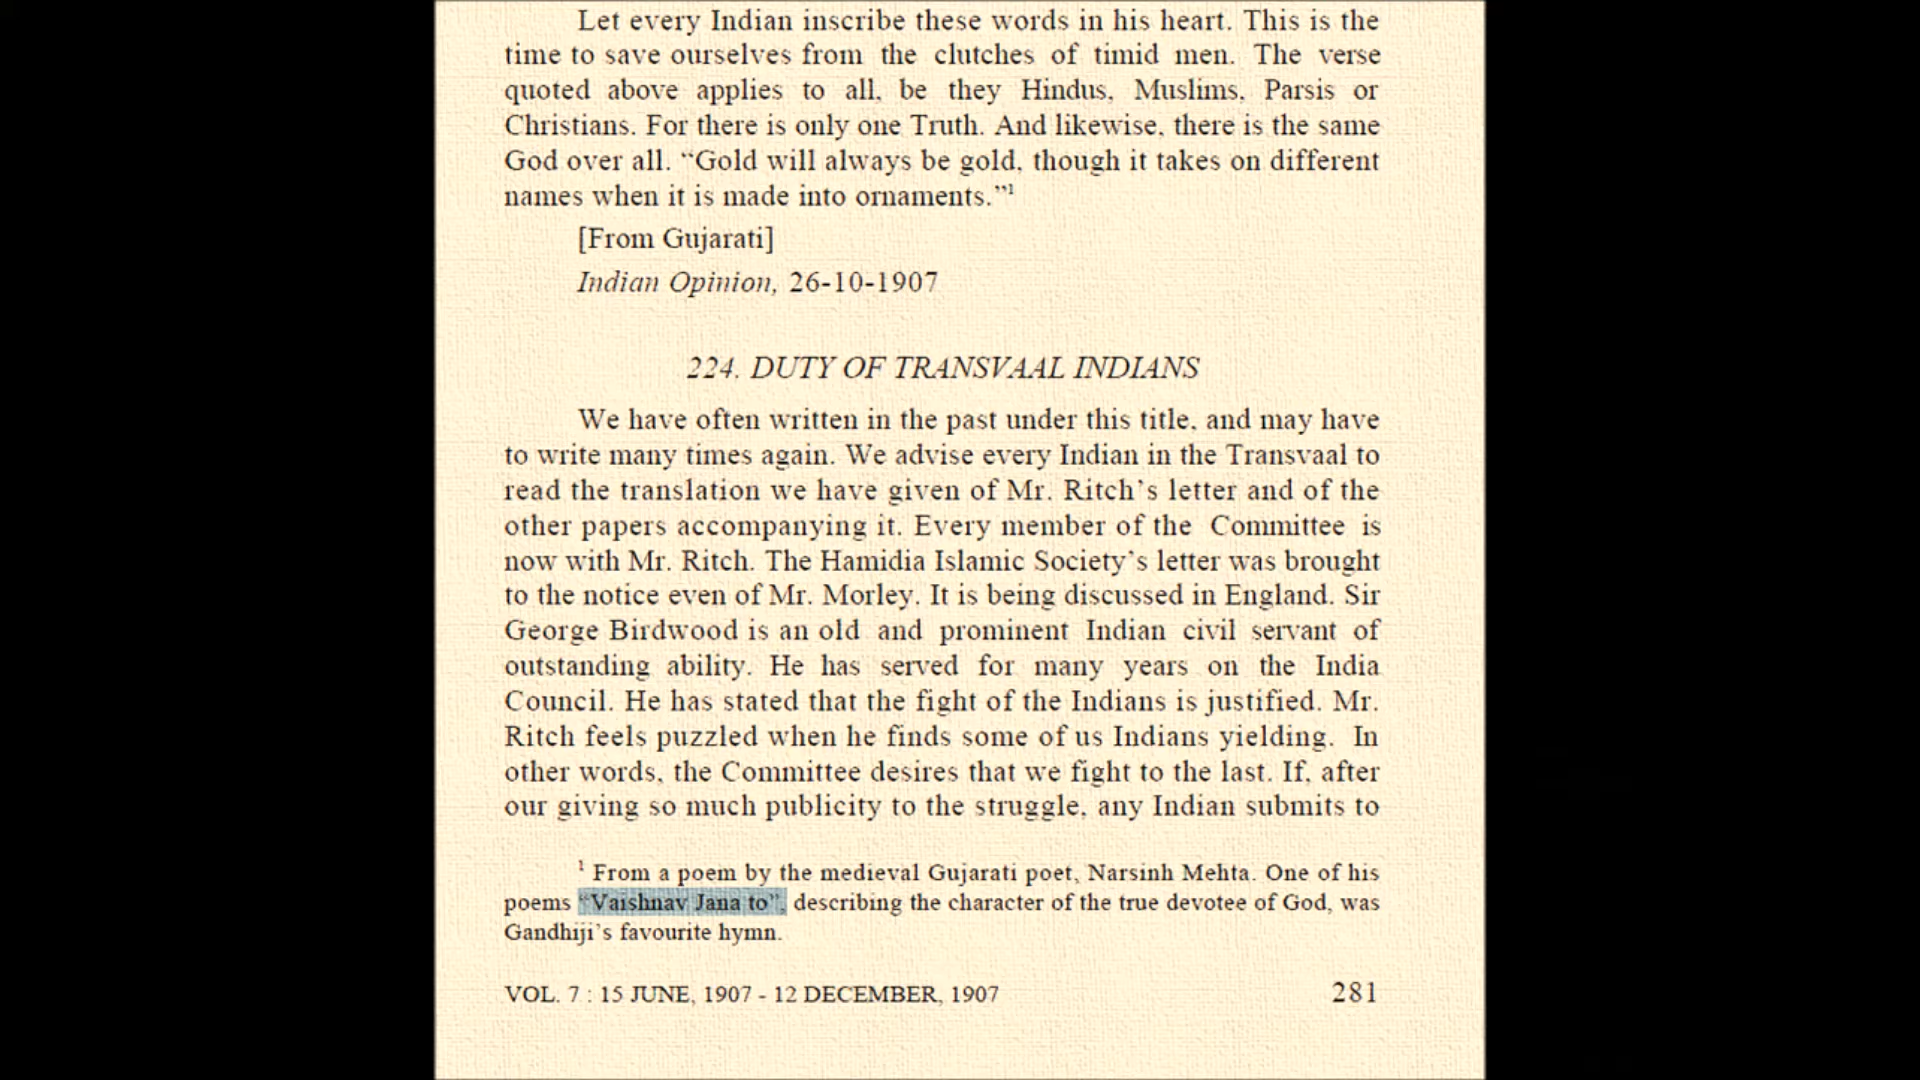 Let every Indian inscribe these words in his heart. This is the
time to save ourselves from the clutches of timid men. The verse
quoted above applies to all, be they Hindus, Muslims, Parsis or
Christians. For there is only one Truth. And likewise, there is the same
God over all. “Gold will always be gold, though it takes on different
names when it is made into ornaments.”¹
[From Gujarati]
Indian Opinion, 26-10-1907
224. DUTY OF TRANSVAAL INDIANS
We have often written in the past under this title, and may have
to write many times again. We advise every Indian in the Transvaal to
read the translation we have given of Mr. Ritch’s letter and of the
other papers accompanying it. Every member of the Committee is
now with Mr. Ritch. The Hamidia Islamic Society’s letter was brought
to the notice even of Mr. Morley. It is being discussed in England. Sir
George Birdwood is an old and prominent Indian civil servant of
outstanding ability. He has served for many years on the India
Council. He has stated that the fight of the Indians is justified. Mr.
Ritch feels puzzled when he finds some of us Indians yielding. In
other words, the Committee desires that we fight to the last. If, after
our giving so much publicity to the struggle, any Indian submits to
¹ From a poem by the medieval Gujarati poet, Narsinh Mehta. One of his
poems “Vaishnav Jana to”, describing the character of the true devotee of God, was
Gandhiji’s favourite hymn.
VOL. 7 : 15 JUNE, 1907 - 12 DECEMBER, 1907 281